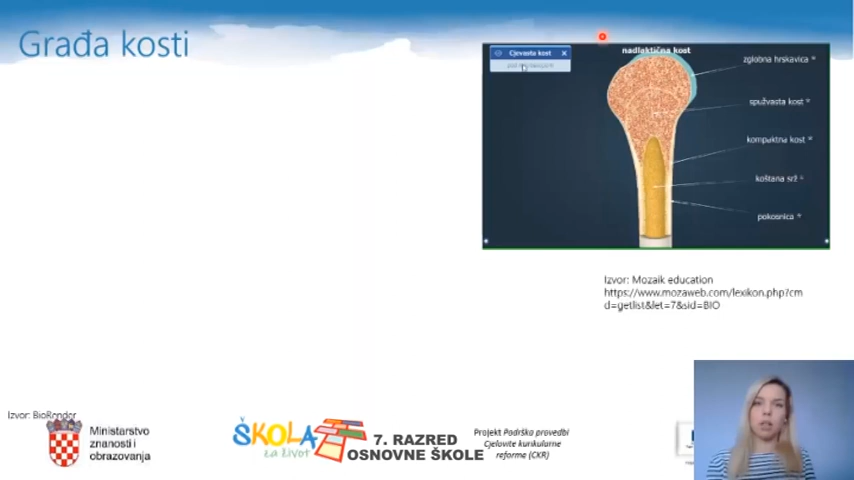 Građa kosti
Cjevasta kost
nadlaktična kost
zglobna hrskavica
spužvasta kost
kompaktna kost
koštana srž
pokosnica
Izvor: Mozaik education
https://www.mozaweb.com/lexikon.php?cm
d=getlist&let=7&sid=BIO
Izvor: BioRender
Ministarstvo
znanosti i
obrazovanja
ŠKOLA
za život
7. RAZRED
OSNOVNE ŠKOLE
Projekt Podrška provedbi
Cjelovite kurikularne
reforme (CKR)